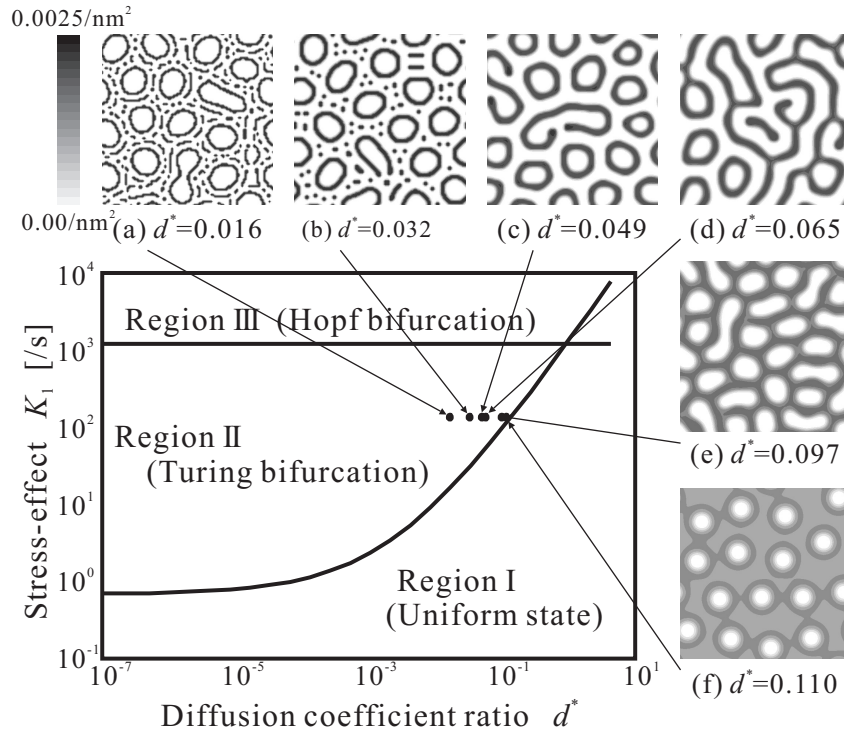 0.0025/nm²
0.00/nm²
(a) d*=0.016
(b) d*=0.032
(c) d*=0.049
(d) d*=0.065
(e) d*=0.097
(f) d*=0.110
Stress-effect K₁ [/s]
10⁴
10³
10²
10¹
10⁰
10⁻¹
Region Ⅲ (Hopf bifurcation)
Region Ⅱ
(Turing bifurcation)
Region Ⅰ
(Uniform state)
10⁻⁷
10⁻⁵
10⁻³
10⁻¹
10¹
Diffusion coefficient ratio d*